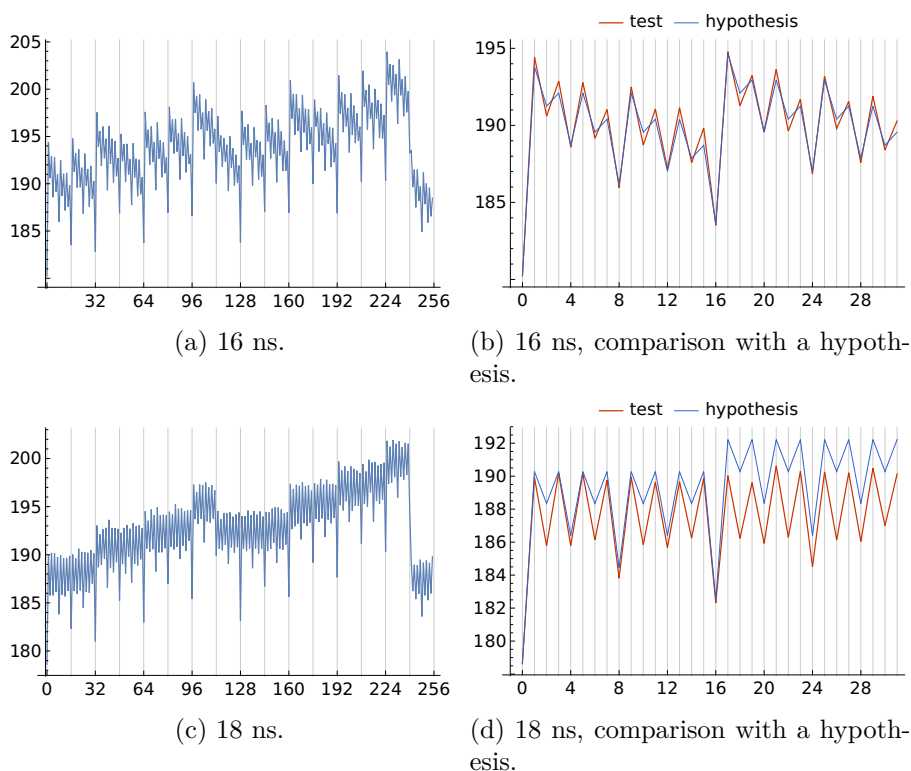 205
200
195
190
185
32 64 96 128 160 192 224 256
(a) 16 ns.
test hypothesis
195
190
185
0 4 8 12 16 20 24 28
(b) 16 ns, comparison with a hypoth-
esis.
200
195
190
185
180
0 32 64 96 128 160 192 224 256
(c) 18 ns.
test hypothesis
192
190
188
186
184
182
180
0 4 8 12 16 20 24 28
(d) 18 ns, comparison with a hypoth-
esis.